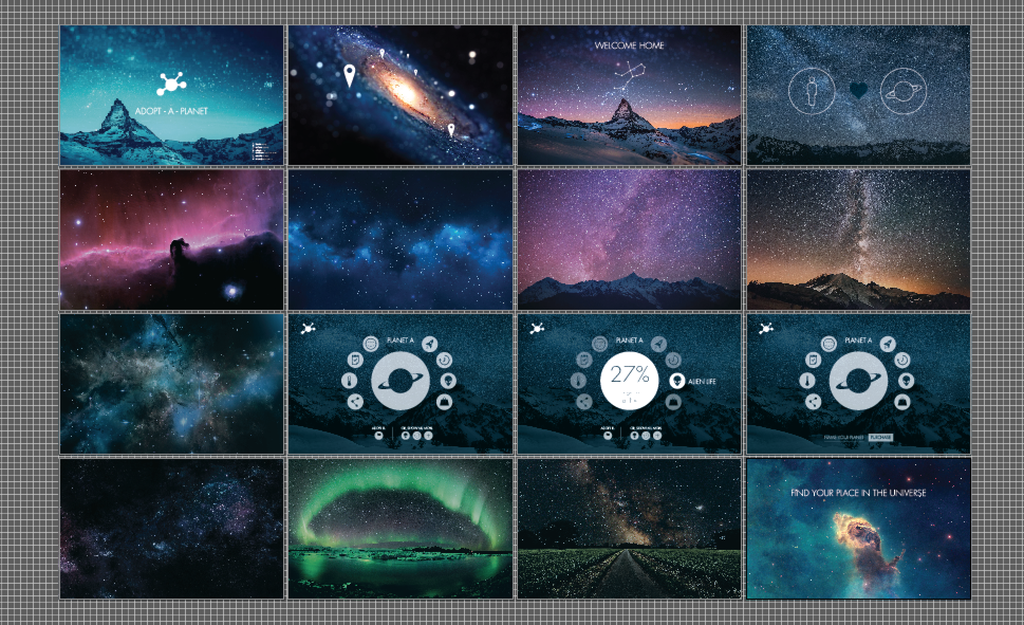 ADOPT - A - PLANET
WELCOME HOME
PLANET A
PLANET A
27%
ALIEN LIFE
PLANET A
PURCHASE
FIND YOUR PLACE IN THE UNIVERSE